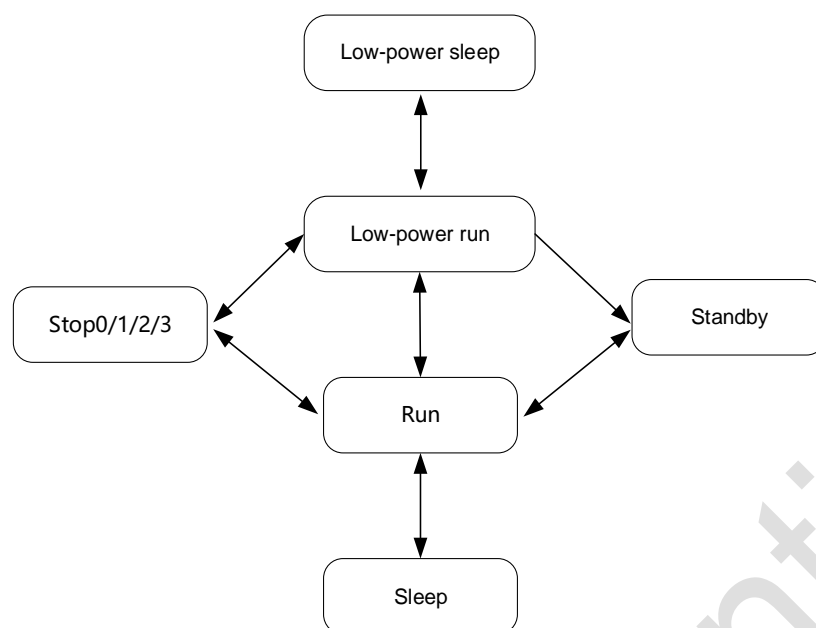 Low-power sleep
Low-power run
Stop0/1/2/3
Standby
Run
Sleep